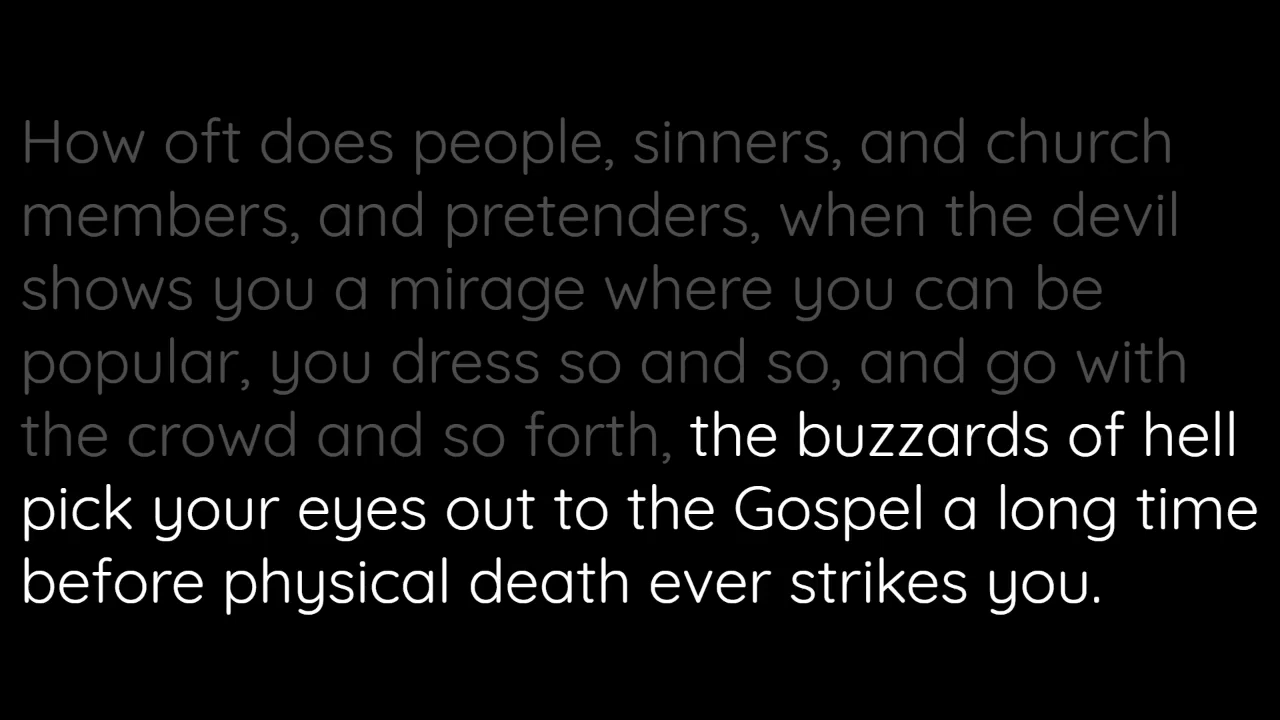 How oft does people, sinners, and church
members, and pretenders, when the devil
shows you a mirage where you can be
popular, you dress so and so, and go with
the crowd and so forth, the buzzards of hell
pick your eyes out to the Gospel a long time
before physical death ever strikes you.